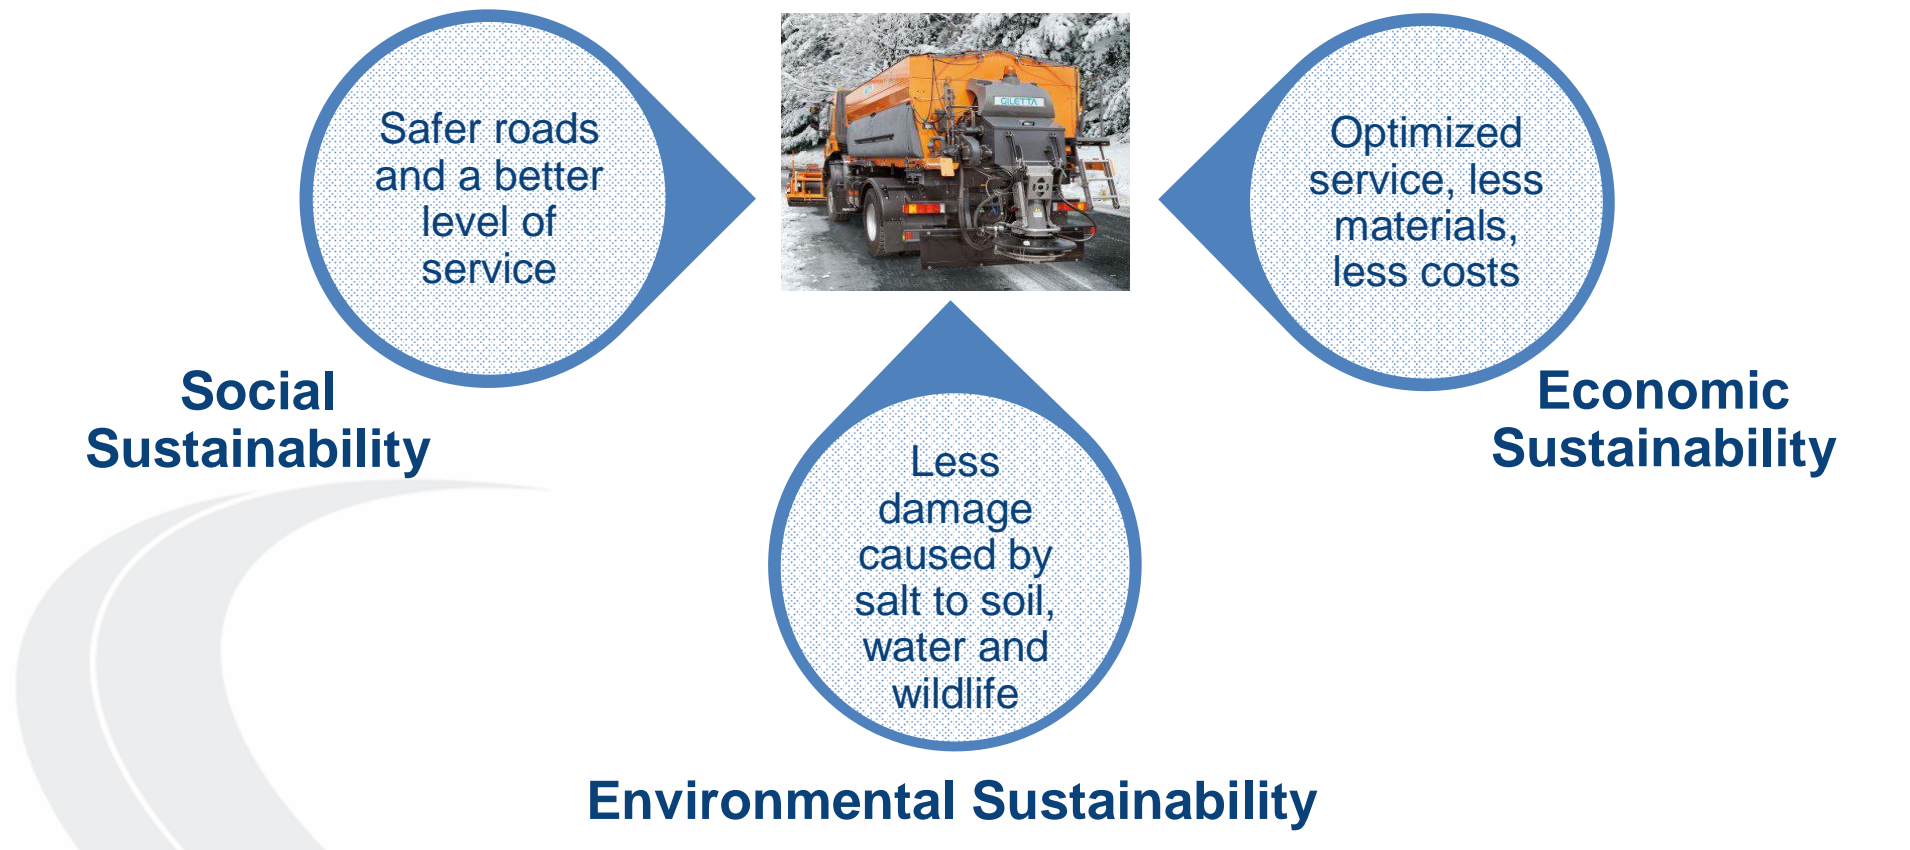 Safer roads
and a better
level of
service
GILETTA
Optimized
service, less
materials,
less costs
Social
Sustainability
Economic
Sustainability
Less
damage
caused by
salt to soil,
water and
wildlife
Environmental Sustainability